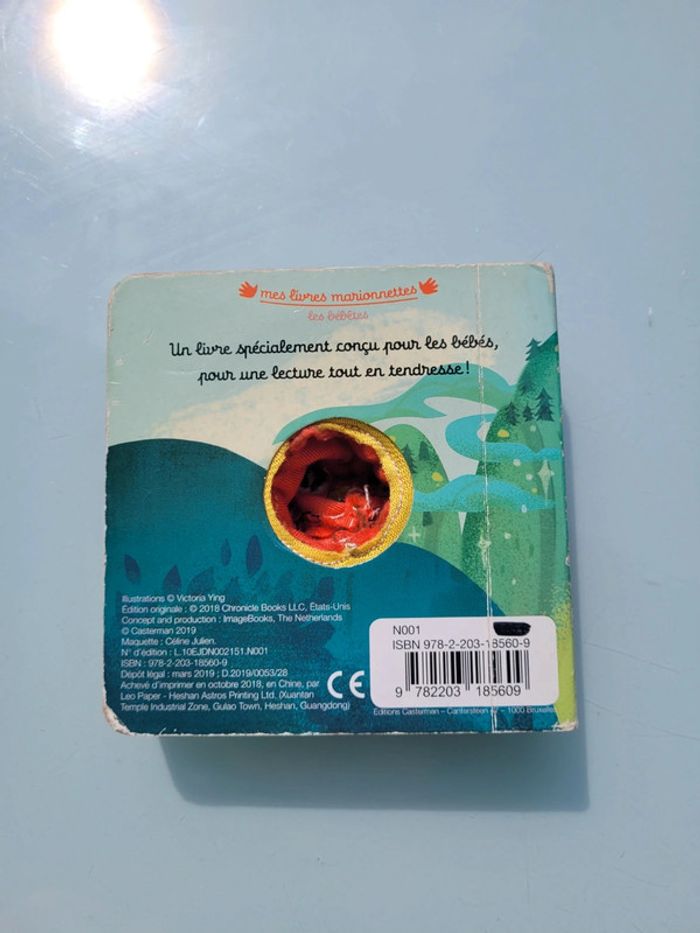 mes livres marionnettes
les bébêtes
Un livre spécialement conçu pour les bébés,
pour une lecture tout en tendresse !
Illustrations © Victoria Ying
Édition originale : © 2018 Chronicle Books LLC, États-Unis
Concept and production : ImageBooks, The Netherlands
© Casterman 2019
Maquette : Céline Julien.
N° d'édition : L.10EJDN002151.N001
ISBN : 978-2-203-18560-9
Dépôt légal : mars 2019 ; D.2019/0053/28
Achevé d'imprimer en octobre 2018, en Chine, par
Leo Paper - Heshan Astros Printing Ltd. (Xuantan
Temple Industrial Zone, Gulao Town, Heshan, Guangdong)
CE
N001
ISBN 978-2-203-18560-9
9 782203 185609
Éditions Casterman – Cantersteen 47 – 1000 Bruxelles